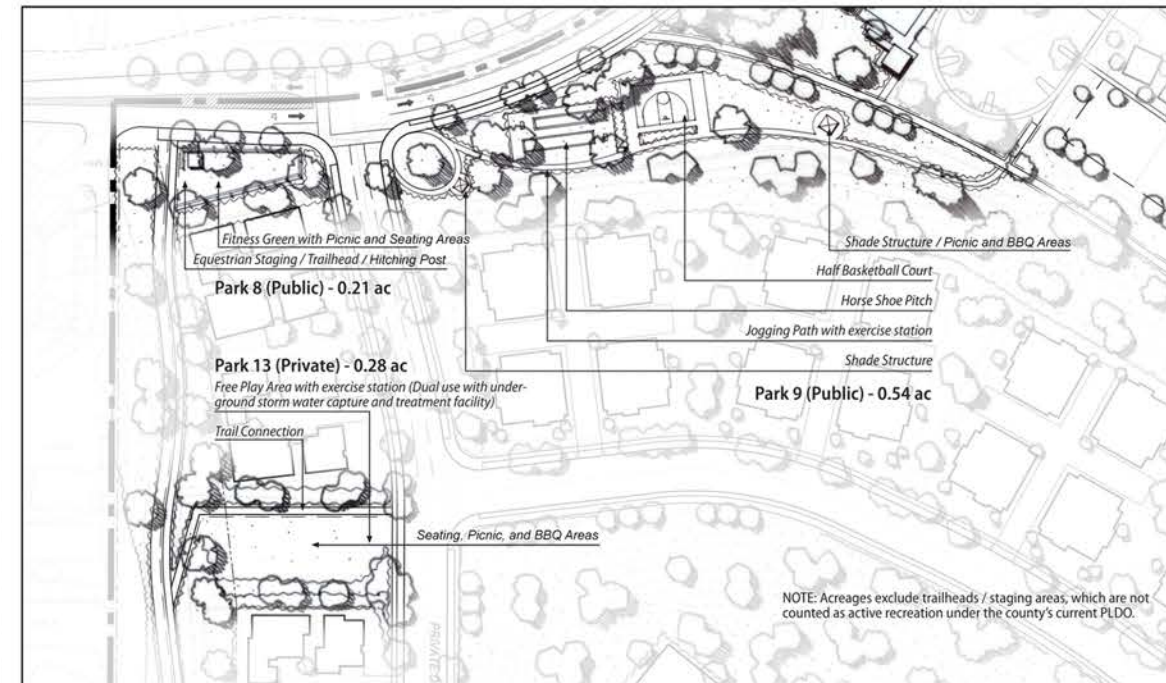 Fitness Green with Picnic and Seating Areas
Equestrian Staging / Trailhead / Hitching Post
Park 8 (Public) - 0.21 ac
Shade Structure / Picnic and BBQ Areas
Half Basketball Court
Horse Shoe Pitch
Jogging Path with exercise station
Shade Structure
Park 9 (Public) - 0.54 ac
Park 13 (Private) - 0.28 ac
Free Play Area with exercise station (Dual use with under-
ground storm water capture and treatment facility)
Trail Connection
Seating, Picnic, and BBQ Areas
NOTE: Acreages exclude trailheads / staging areas, which are not
counted as active recreation under the county's current PLDO.
PRIVATE